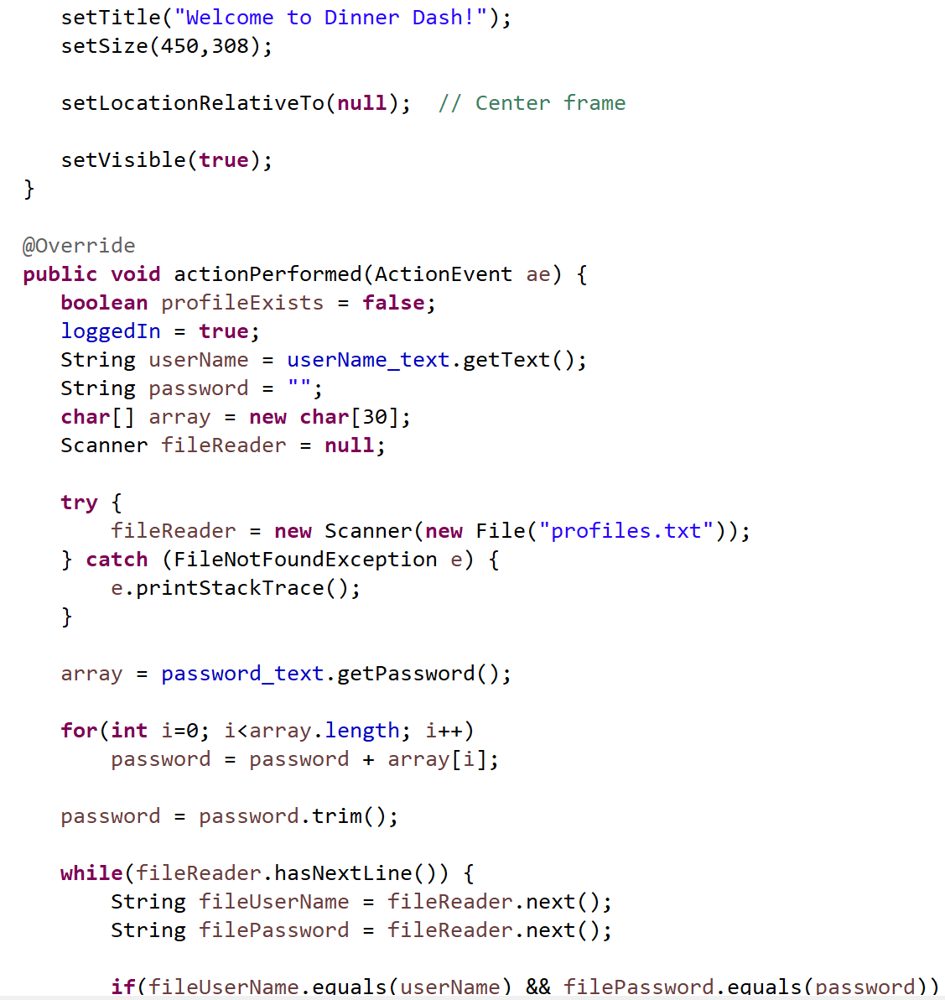 setTitle("Welcome to Dinner Dash!");
setSize(450,308);
setLocationRelativeTo(null);  // Center frame
setVisible(true);
}
@Override
public void actionPerformed(ActionEvent ae) {
boolean profileExists = false;
loggedIn = true;
String userName = userName_text.getText();
String password = "";
char[] array = new char[30];
Scanner fileReader = null;
try {
fileReader = new Scanner(new File("profiles.txt"));
} catch (FileNotFoundException e) {
e.printStackTrace();
}
array = password_text.getPassword();
for(int i=0; i<array.length; i++)
password = password + array[i];
password = password.trim();
while(fileReader.hasNextLine()) {
String fileUserName = fileReader.next();
String filePassword = fileReader.next();
if(fileUserName.equals(userName) && filePassword.equals(password))